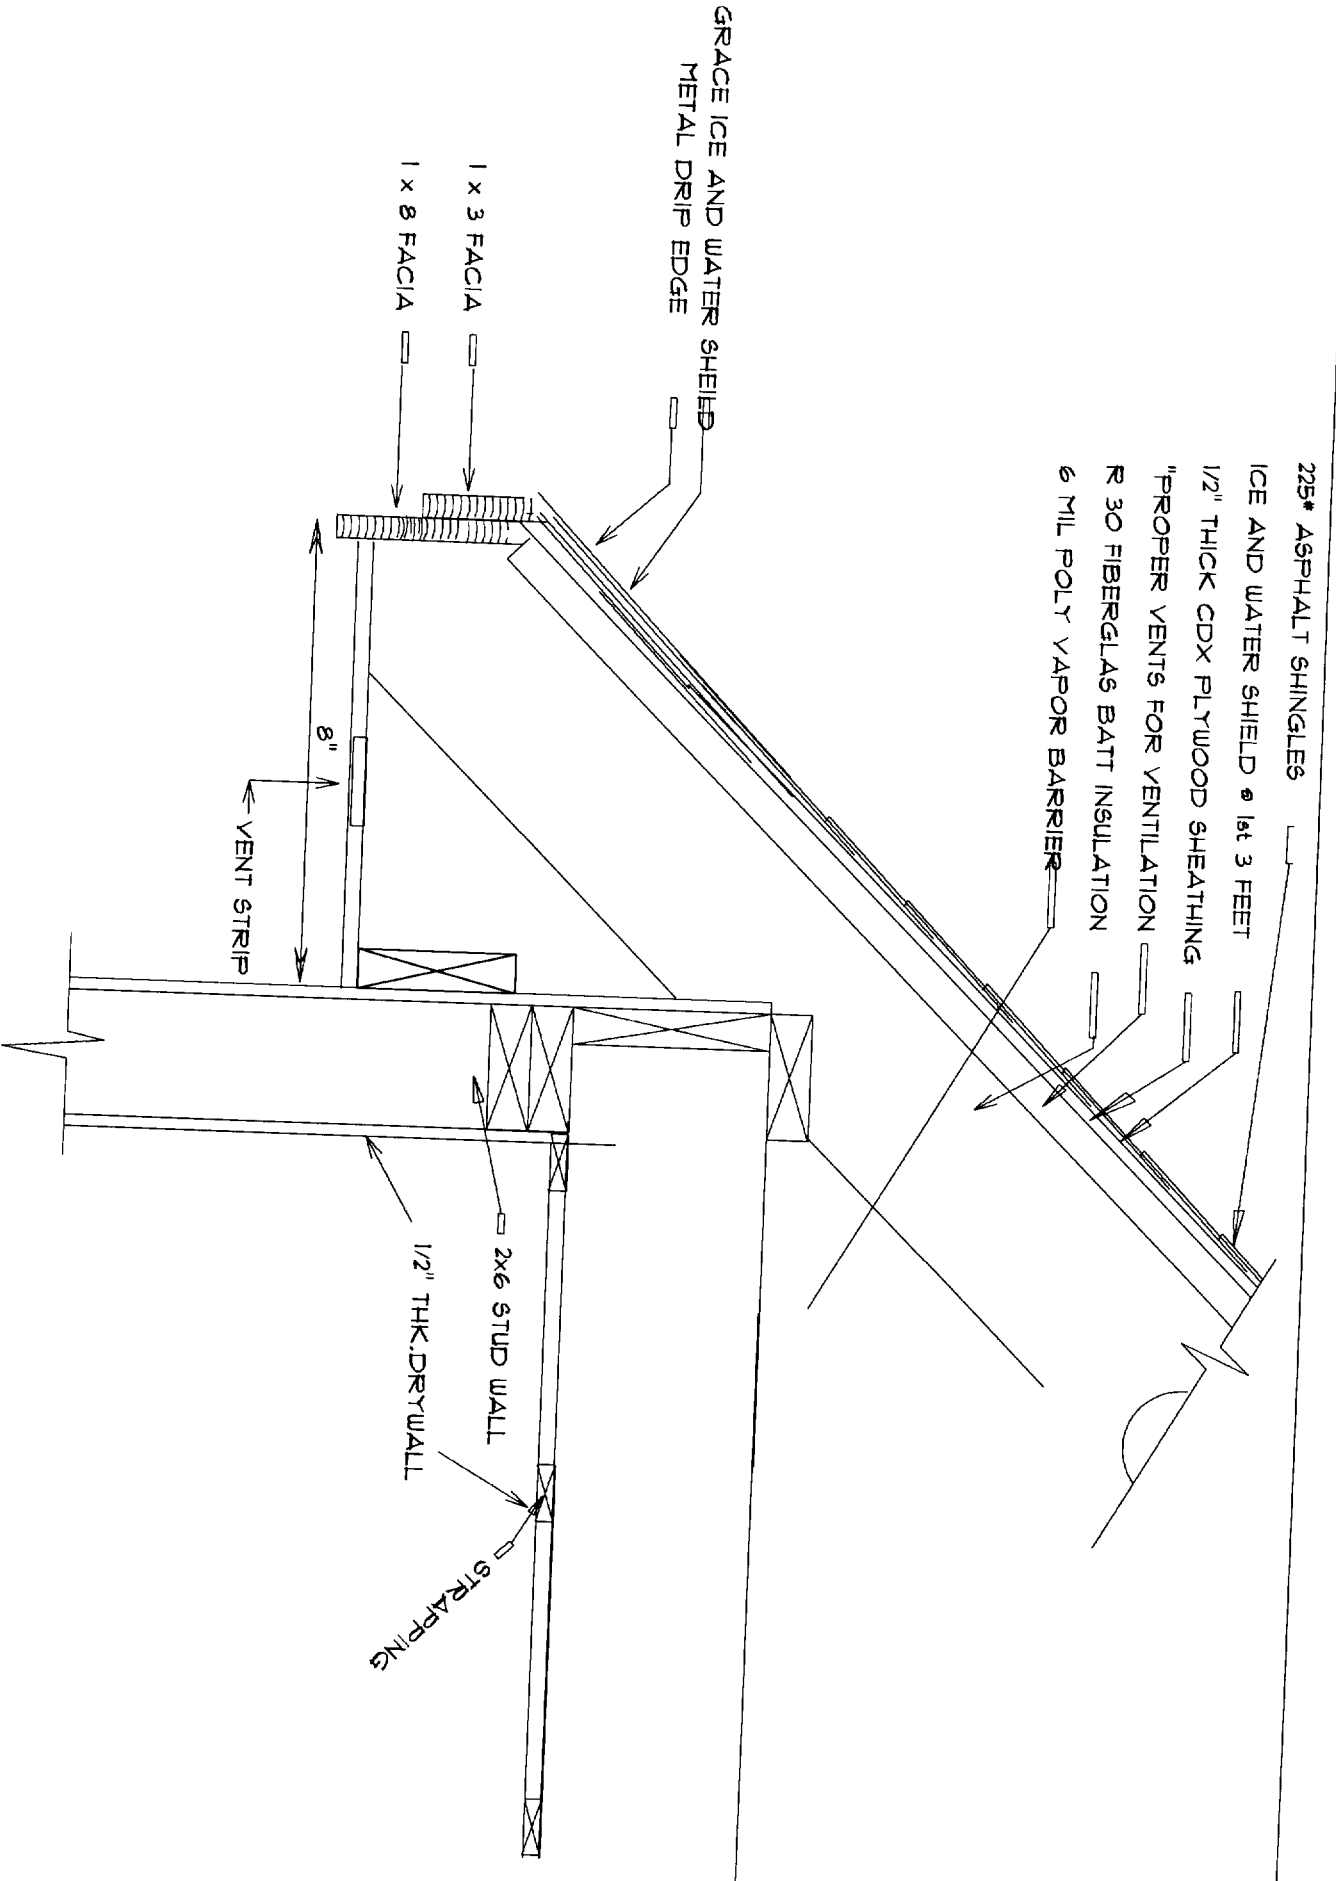 225# ASPHALT SHINGLES
ICE AND WATER SHIELD @ 1st 3 FEET
1/2" THICK CDX PLYWOOD SHEATHING
"PROPER VENTS FOR VENTILATION
R 30 FIBERGLAS BATT INSULATION
6 MIL POLY VAPOR BARRIER
GRACE ICE AND WATER SHEILD
METAL DRIP EDGE
1 x 3 FACIA
1 x 8 FACIA
8"
VENT STRIP
2x6 STUD WALL
1/2" THK.DRYWALL
STRAPPING